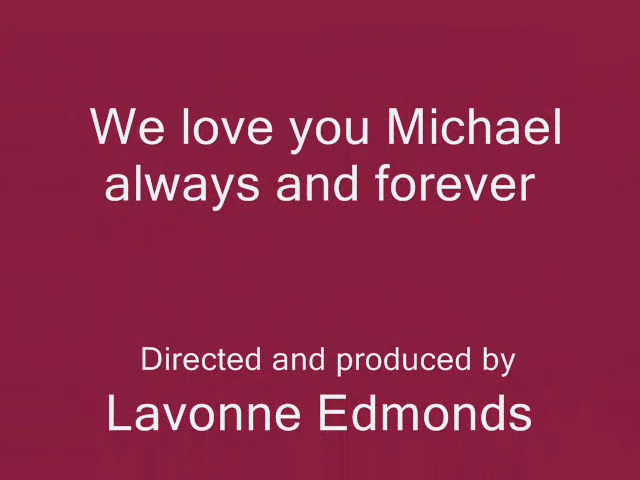 We love you Michael
always and forever
Directed and produced by
Lavonne Edmonds